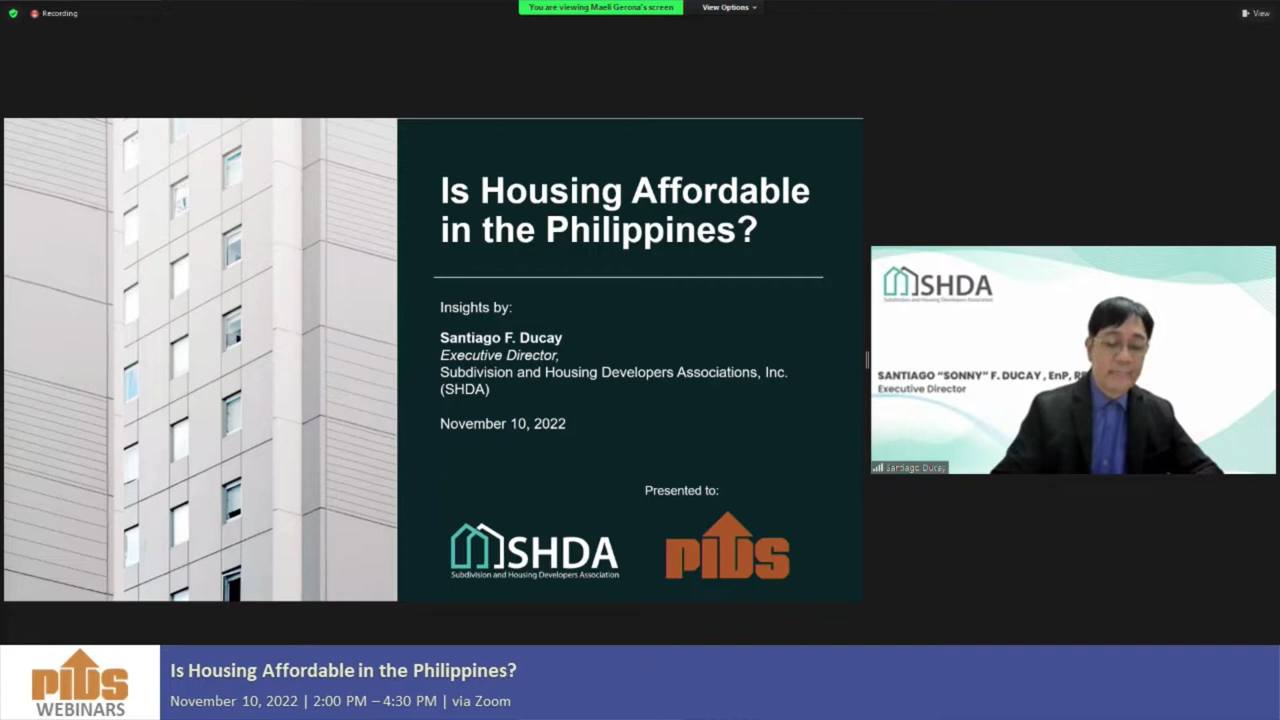 Recording
You are viewing Maeli Gerona's screen
View Options
View
Is Housing Affordable
in the Philippines?
Insights by:
Santiago F. Ducay
Executive Director,
Subdivision and Housing Developers Associations, Inc.
(SHDA)
November 10, 2022
Presented to:
SHDA
Subdivision and Housing Developers Association
PIDS
SHDA
Subdivision and Housing Developers Association
SANTIAGO “SONNY” F. DUCAY , EnP,
Executive Director
Santiago Ducay
PIDS
WEBINARS
Is Housing Affordable in the Philippines?
November 10, 2022 | 2:00 PM – 4:30 PM | via Zoom